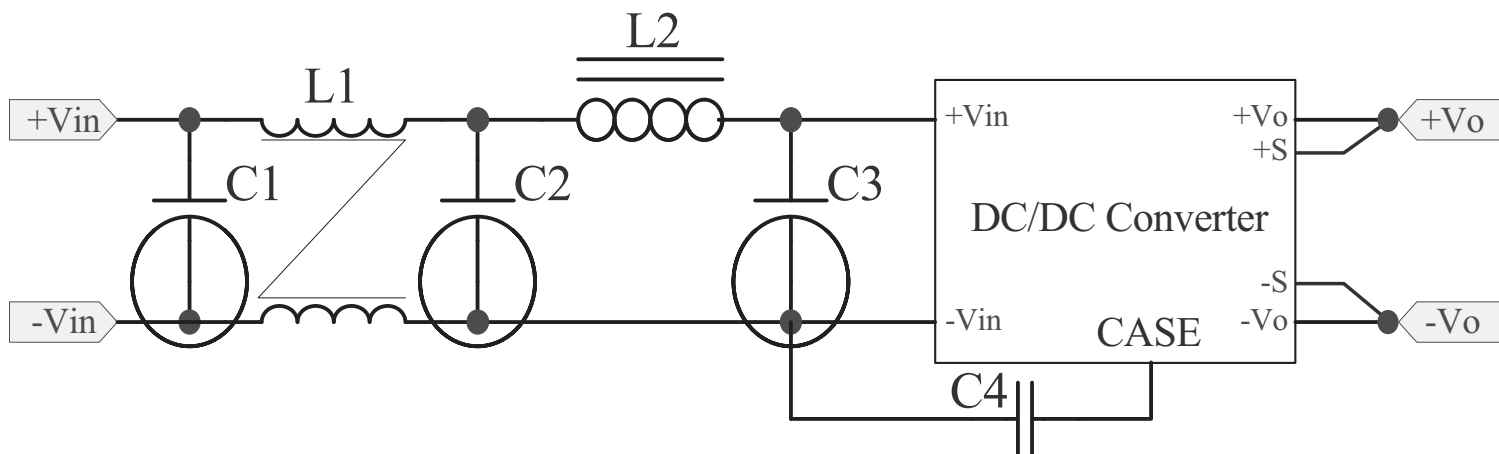 L2
L1
+Vin
+Vin
+Vo
+Vo
+S
C1
C2
C3
DC/DC Converter
-S
-Vin
-Vin
-Vo
-Vo
CASE
C4